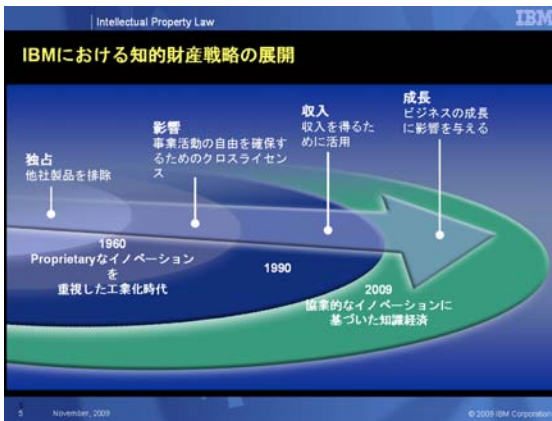 Intellectual Property Law
IBM
IBMにおける知的財産戦略の展開
成長
ビジネスの成長
に影響を与える
収入
収入を得るた
めに活用
影響
事業活動の自由を確保す
るためのクロスライセン
ス
独占
他社製品を排除
1960
Proprietaryなイノベーション
を
重視した工業化時代
1990
2009
協業的なイノベーションに
基づいた知識経済
5
November, 2009
© 2009 IBM Corporation